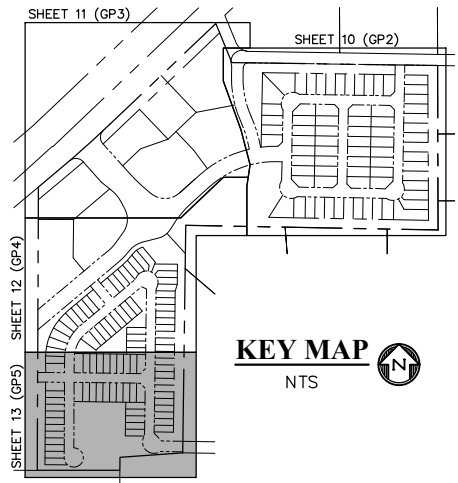 SHEET 11 (GP3)
SHEET 10 (GP2)
SHEET 12 (GP4)
SHEET 13 (GP5)
KEY MAP
N
NTS